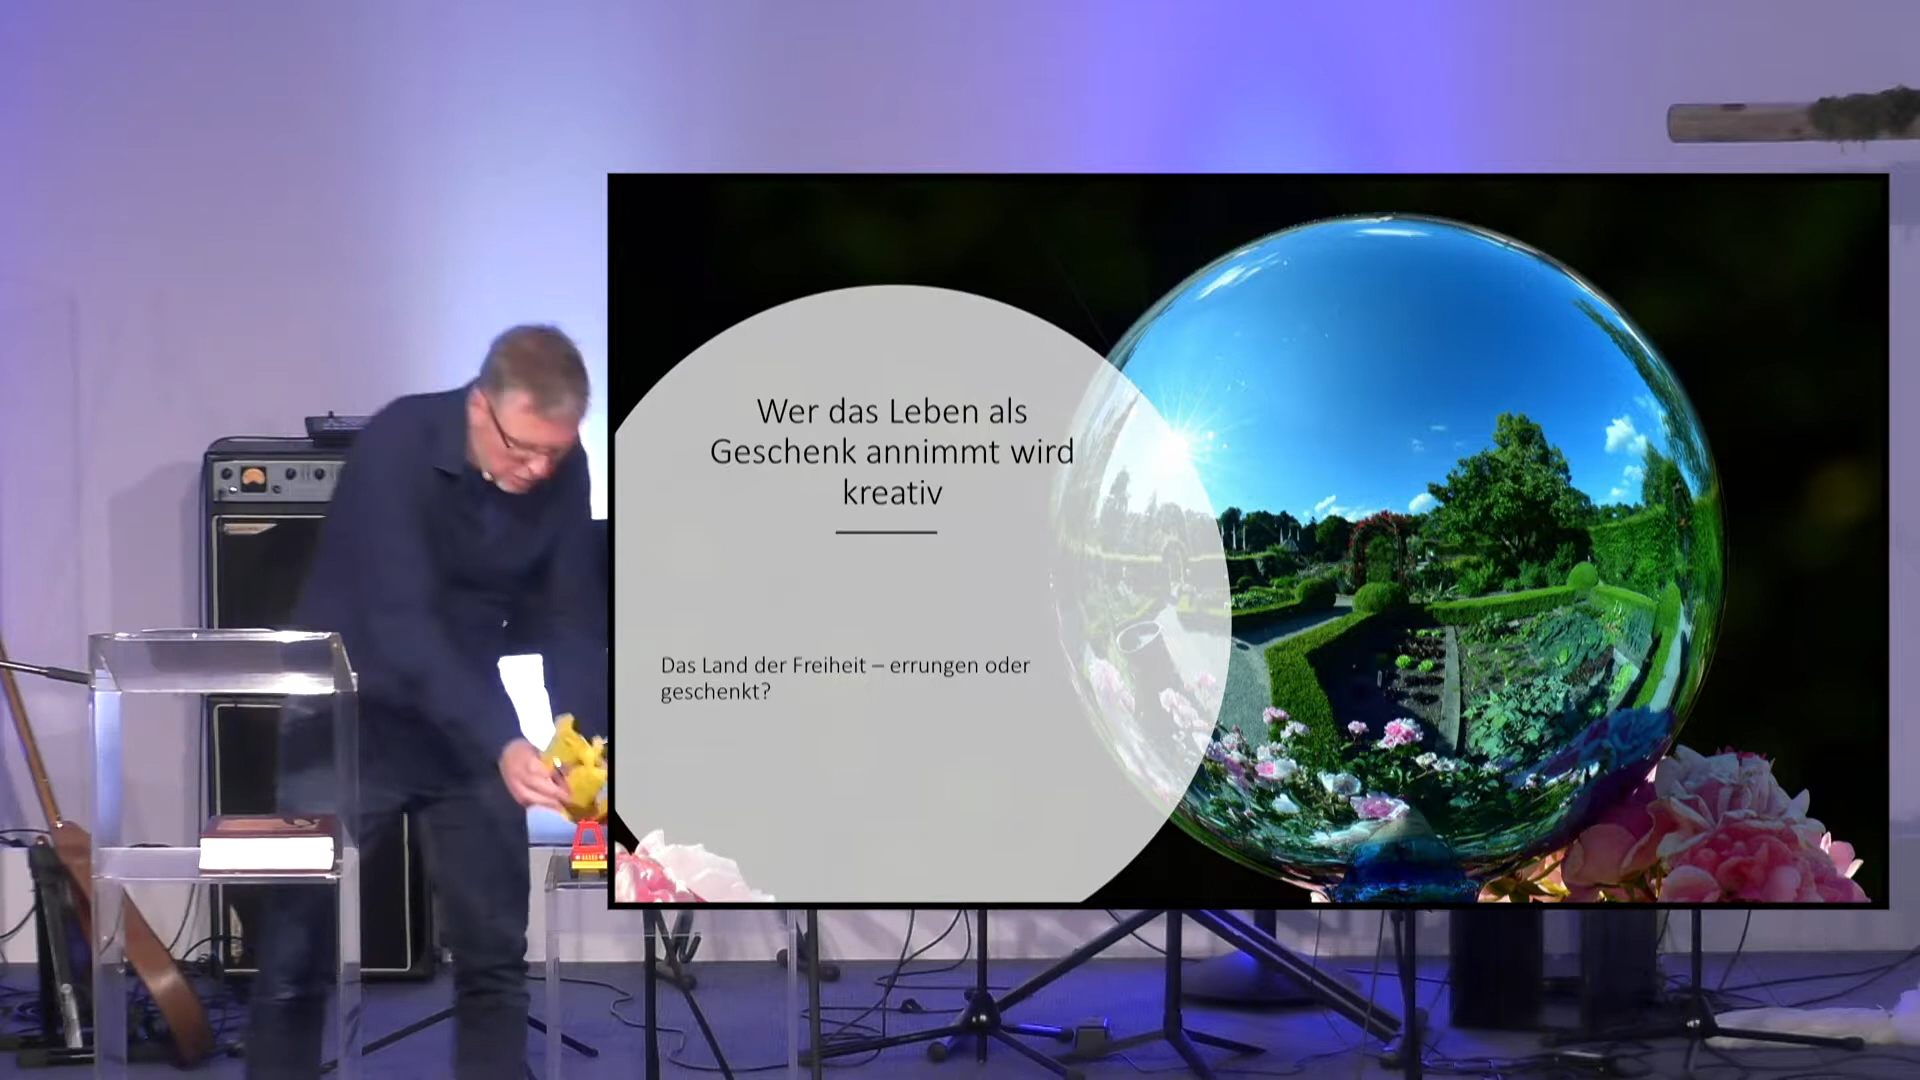 Wer das Leben als
Geschenk annimmt wird
kreativ
Das Land der Freiheit – errungen oder
geschenkt?